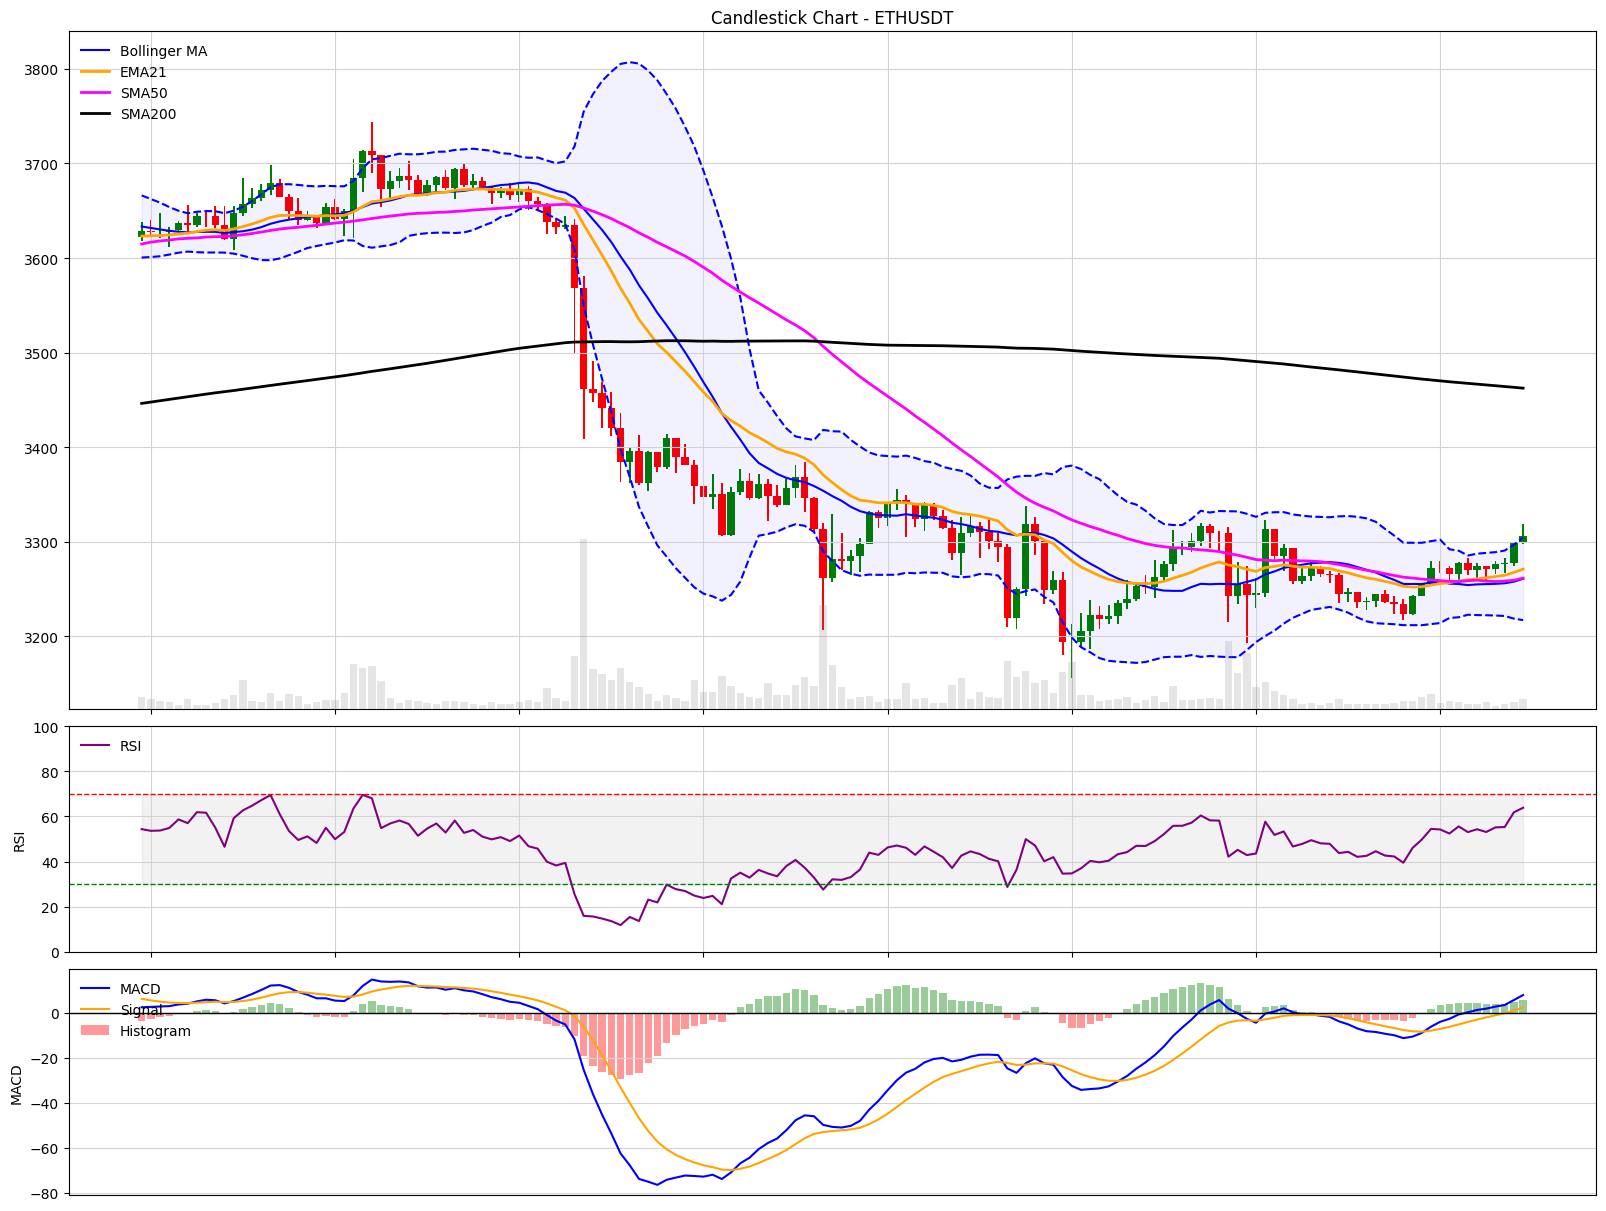 Candlestick Chart - ETHUSDT
Bollinger MA
EMA21
SMA50
SMA200
3800
3700
3600
3500
3400
3300
3200
RSI
100
80
60
40
20
0
RSI
MACD
Signal
Histogram
0
−20
−40
−60
−80
MACD